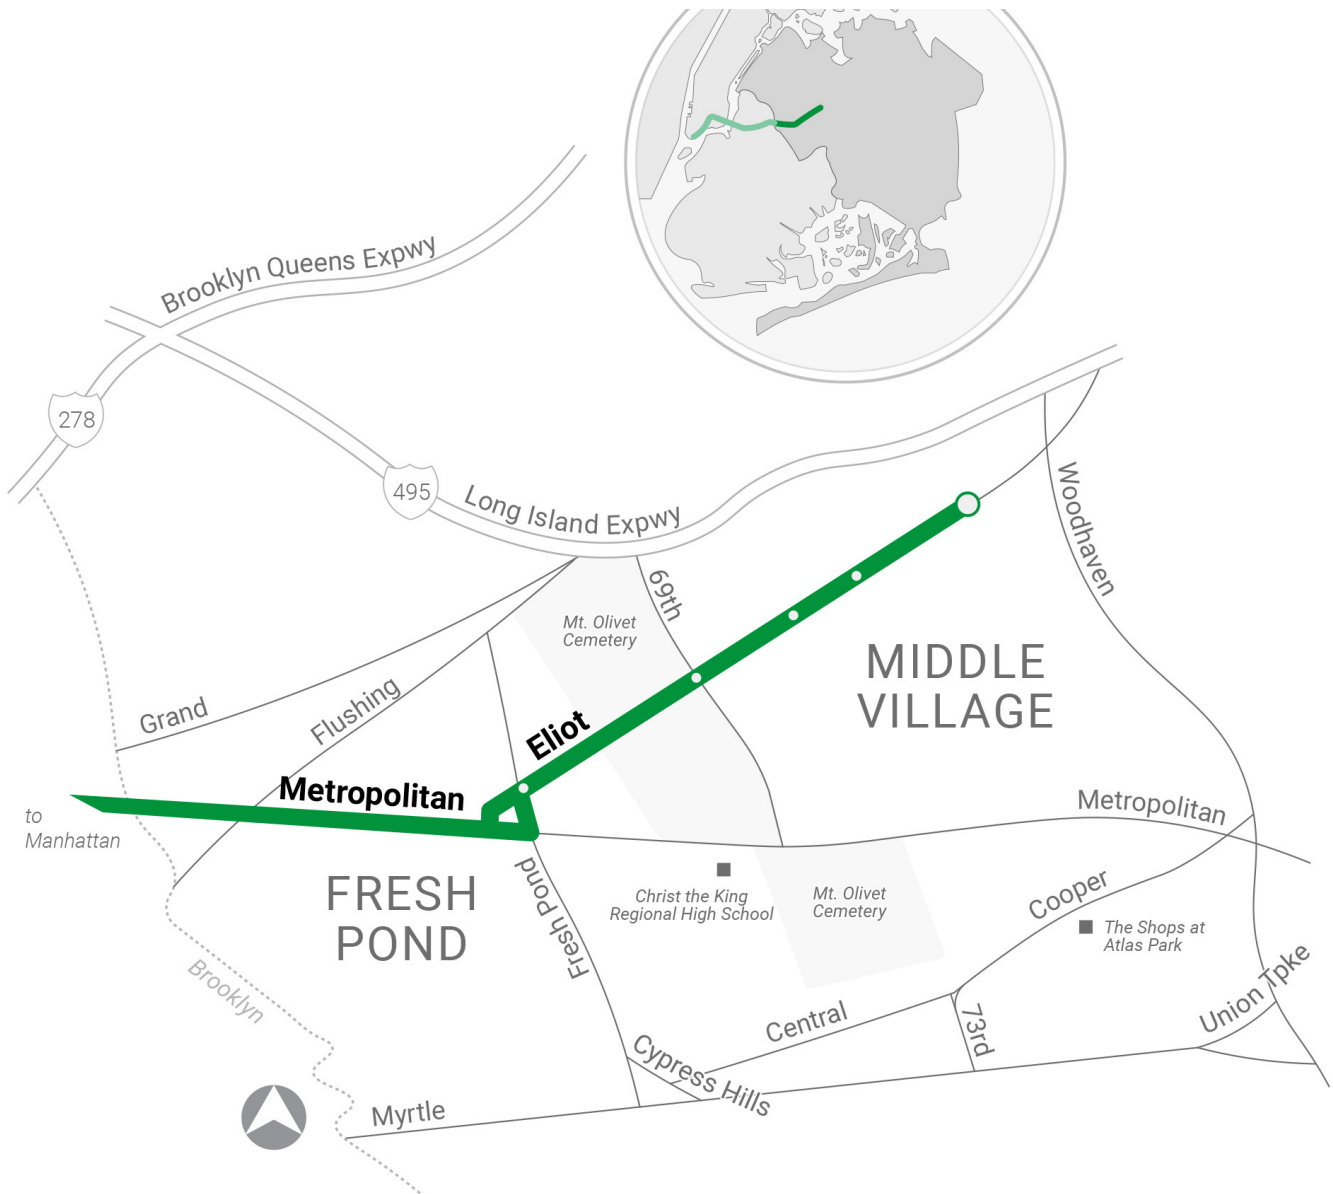 Brooklyn Queens Expwy
278
495
Long Island Expwy
69th
Woodhaven
Mt. Olivet
Cemetery
MIDDLE
VILLAGE
Grand
Flushing
Eliot
Metropolitan
to
Manhattan
Metropolitan
FRESH
POND
Fresh Pond
Christ the King
Regional High School
Mt. Olivet
Cemetery
Cooper
The Shops at
Atlas Park
Brooklyn
Central
73rd
Union Tpke
Cypress Hills
Myrtle